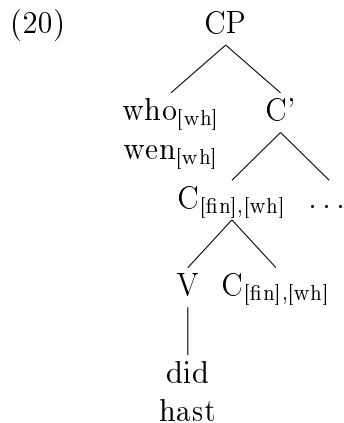 (20) CP
who[wh] C'
wen[wh]
C[fin],[wh] ...
V C[fin],[wh]
did
hast